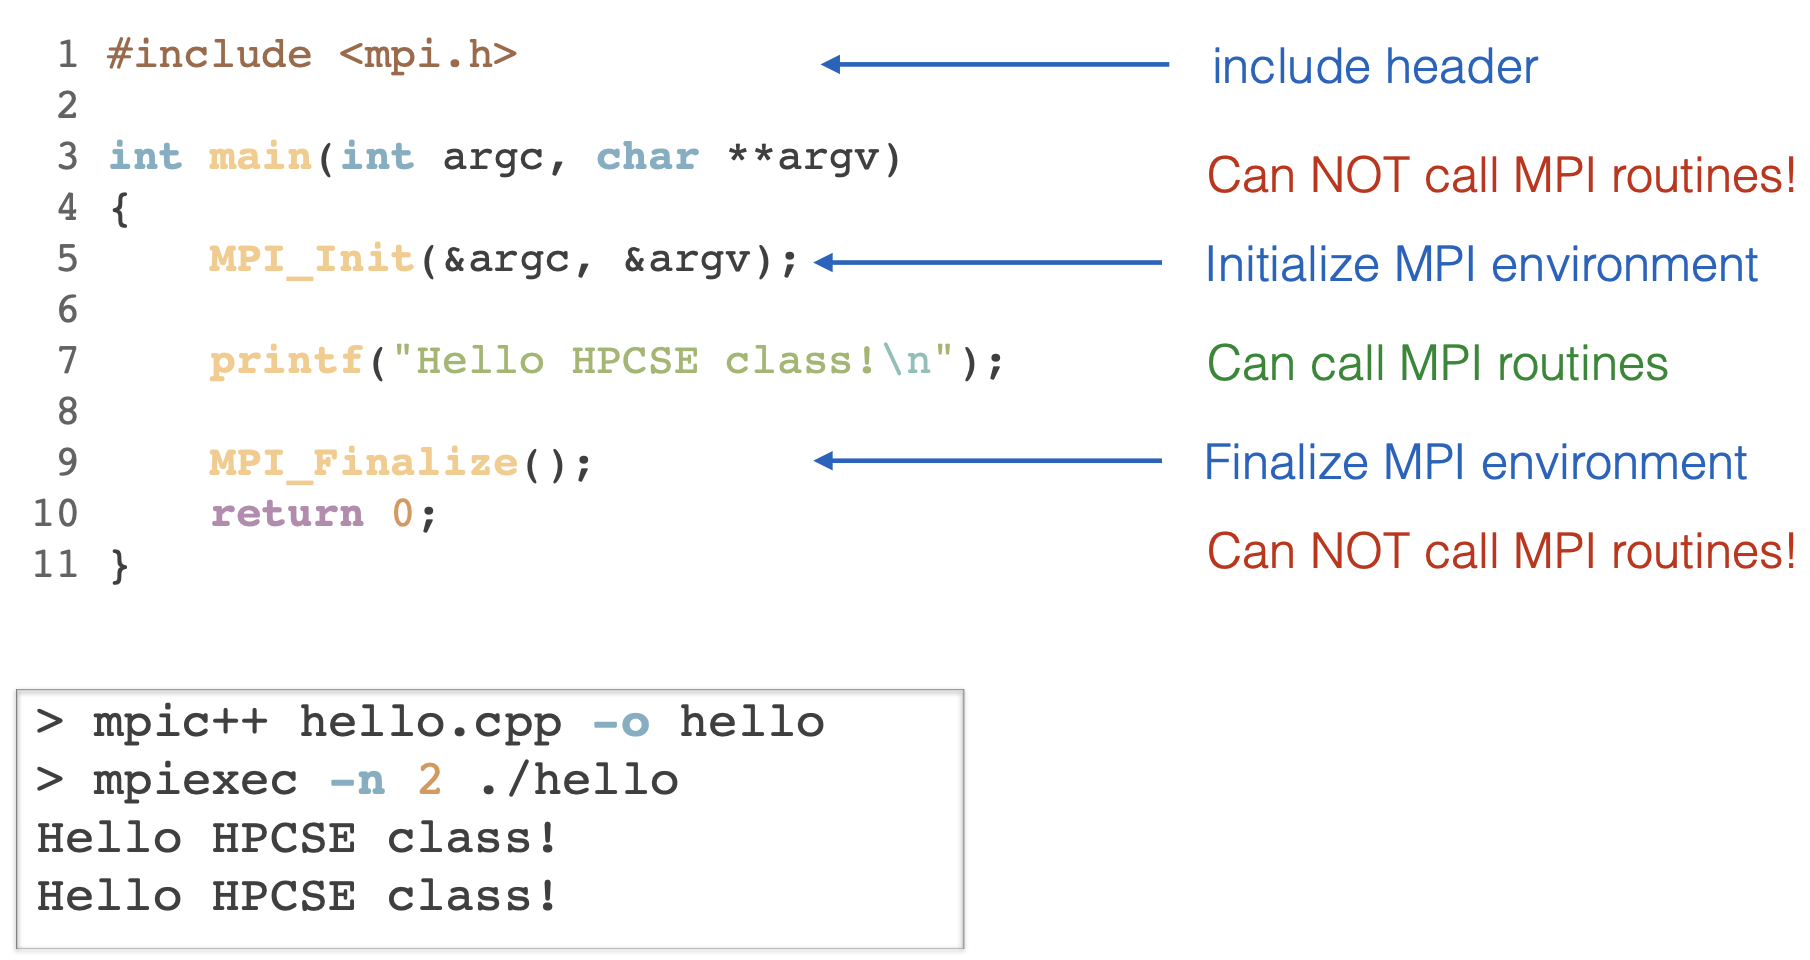 1 #include <mpi.h> include header
2
3 int main(int argc, char **argv) Can NOT call MPI routines!
4 {
5 MPI_Init(&argc, &argv); Initialize MPI environment
6
7 printf("Hello HPCSE class!\n"); Can call MPI routines
8
9 MPI_Finalize(); Finalize MPI environment
10 return 0;
Can NOT call MPI routines!
11 }
> mpic++ hello.cpp -o hello
> mpiexec -n 2 ./hello
Hello HPCSE class!
Hello HPCSE class!